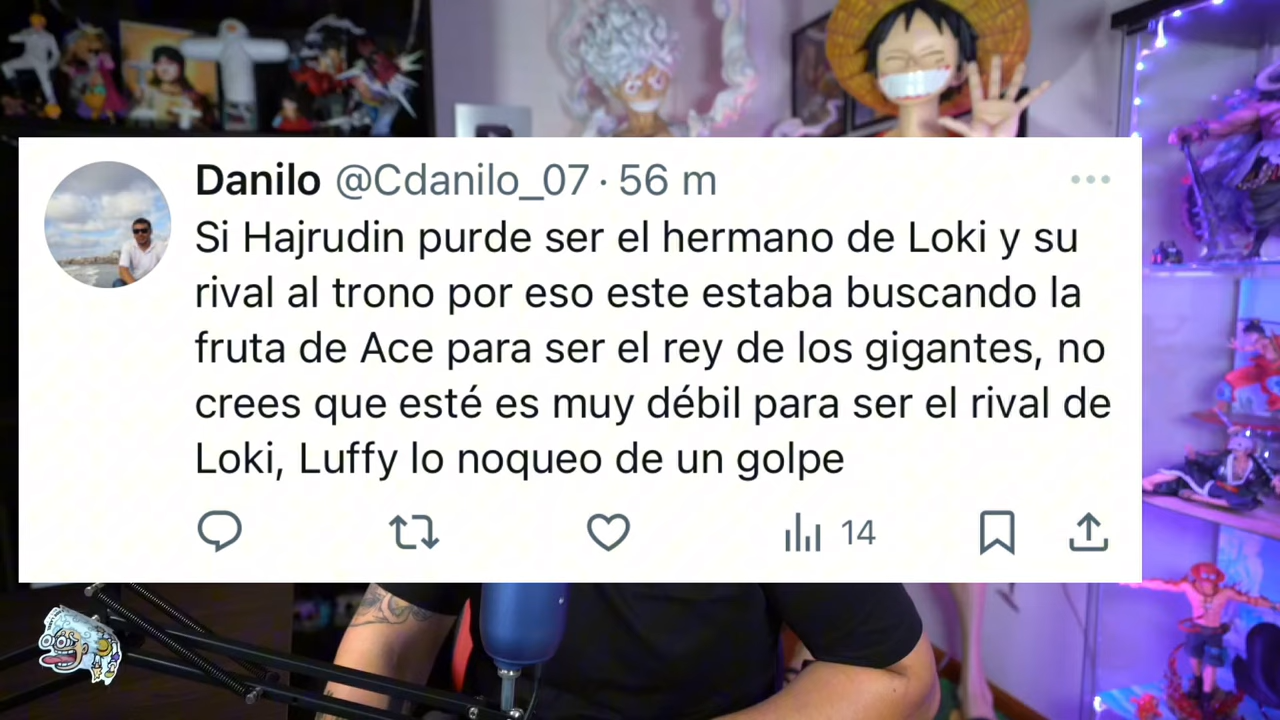 Danilo @Cdanilo_07 · 56 m
Si Hajrudin purde ser el hermano de Loki y su
rival al trono por eso este estaba buscando la
fruta de Ace para ser el rey de los gigantes, no
crees que esté es muy débil para ser el rival de
Loki, Luffy lo noqueo de un golpe
14